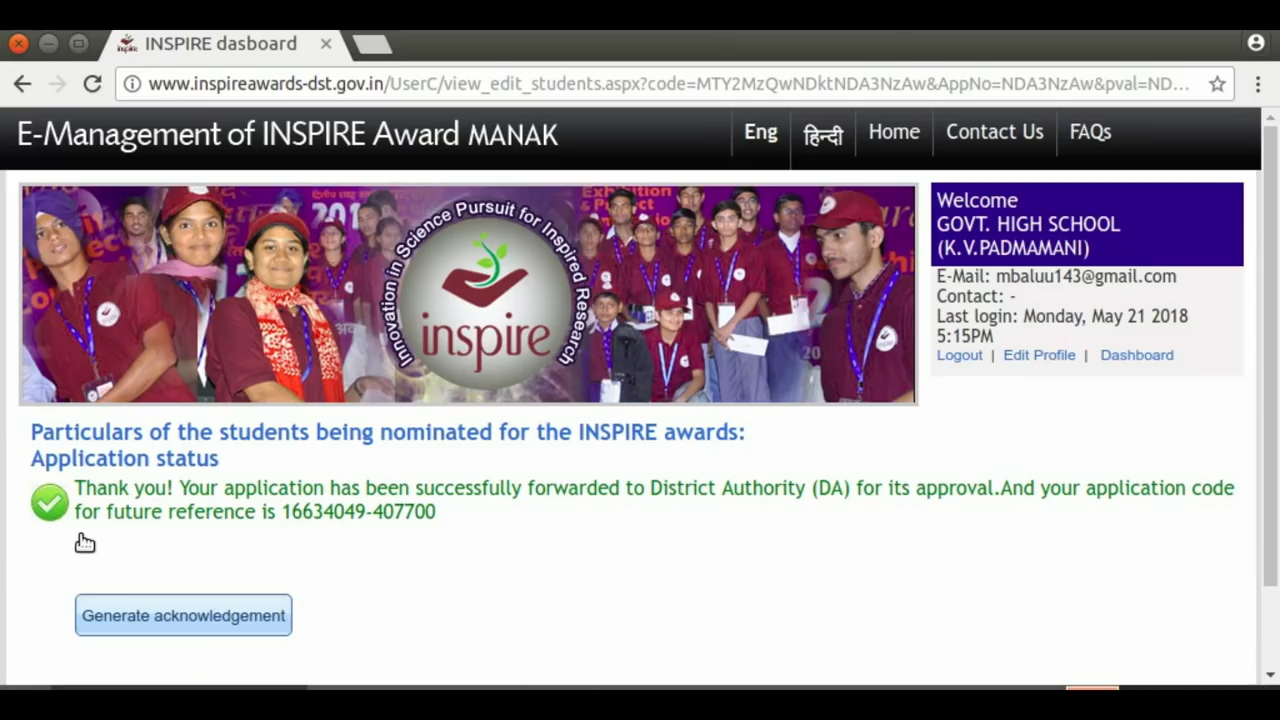 INSPIRE dasboard
www.inspireawards-dst.gov.in/UserC/view_edit_students.aspx?code=MTY2MzQwNDktNDA3NzAw&AppNo=NDA3NzAw&pval=ND...
E-Management of INSPIRE Award MANAK
Eng
हिन्दी
Home
Contact Us
FAQs
Innovation in Science Pursuit for Inspired Research
inspire
Welcome
GOVT. HIGH SCHOOL
(K.V.PADMAMANI)
E-Mail: mbaluu143@gmail.com
Contact: -
Last login: Monday, May 21 2018
5:15PM
Logout | Edit Profile | Dashboard
Particulars of the students being nominated for the INSPIRE awards:
Application status
Thank you! Your application has been successfully forwarded to District Authority (DA) for its approval.And your application code
for future reference is 16634049-407700
Generate acknowledgement